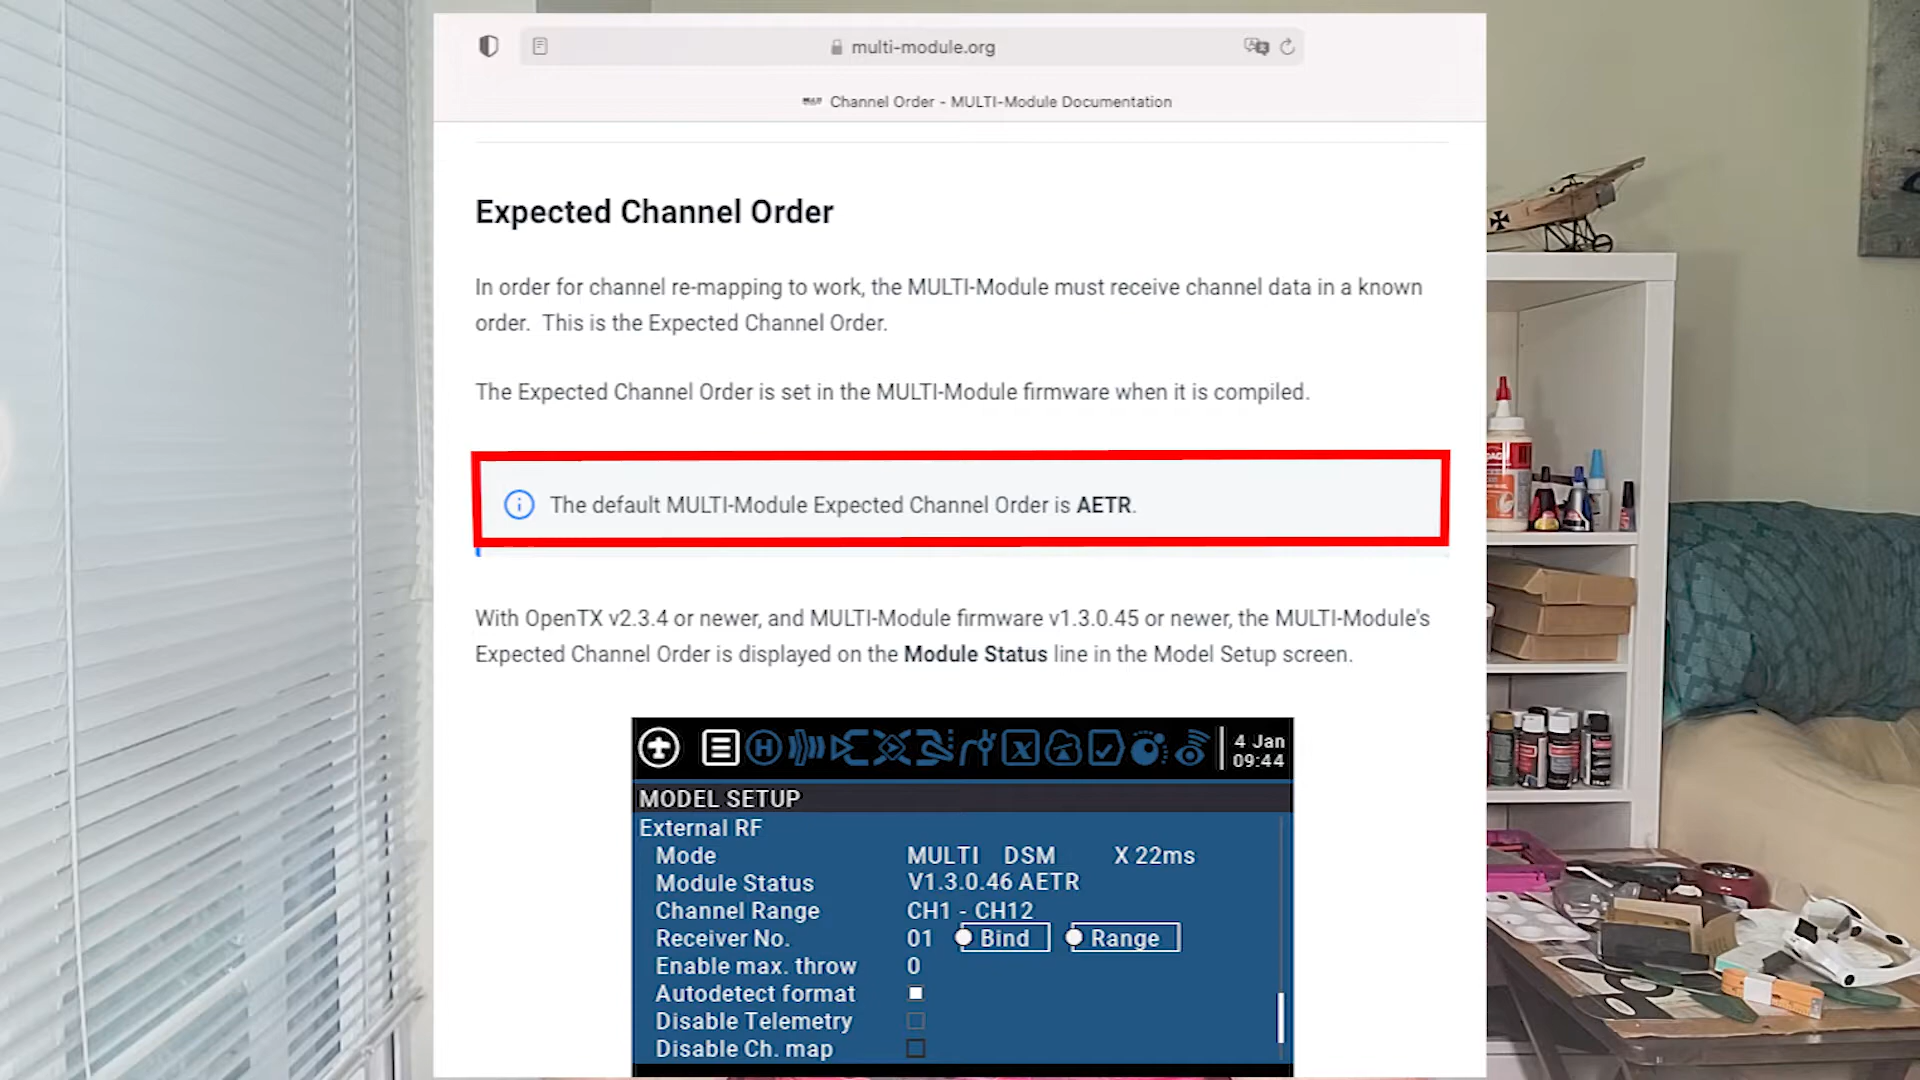 multi-module.org
Channel Order - MULTI-Module Documentation
Expected Channel Order
In order for channel re-mapping to work, the MULTI-Module must receive channel data in a known
order. This is the Expected Channel Order.
The Expected Channel Order is set in the MULTI-Module firmware when it is compiled.
The default MULTI-Module Expected Channel Order is AETR.
With OpenTX v2.3.4 or newer, and MULTI-Module firmware v1.3.0.45 or newer, the MULTI-Module's
Expected Channel Order is displayed on the Module Status line in the Model Setup screen.
4 Jan
09:44
MODEL SETUP
External RF
Mode MULTI DSM X 22ms
Module Status V1.3.0.46 AETR
Channel Range CH1 - CH12
Receiver No. 01 Bind Range
Enable max. throw 0
Autodetect format
Disable Telemetry
Disable Ch. map